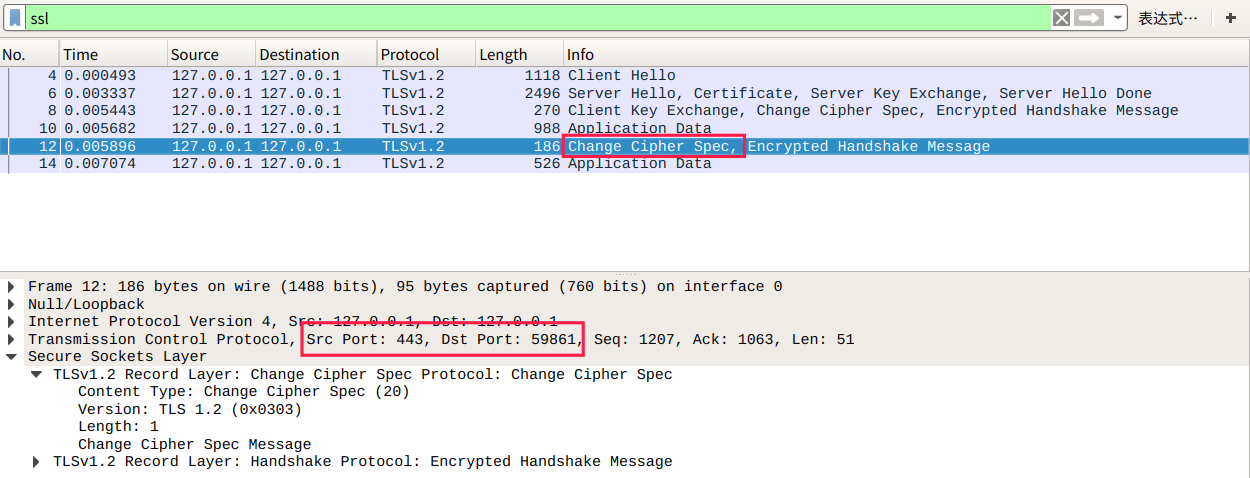 ssl 表达式… +
No. Time Source Destination Protocol Length Info
4 0.000493 127.0.0.1 127.0.0.1 TLSv1.2 1118 Client Hello
6 0.003337 127.0.0.1 127.0.0.1 TLSv1.2 2496 Server Hello, Certificate, Server Key Exchange, Server Hello Done
8 0.005443 127.0.0.1 127.0.0.1 TLSv1.2 270 Client Key Exchange, Change Cipher Spec, Encrypted Handshake Message
10 0.005682 127.0.0.1 127.0.0.1 TLSv1.2 988 Application Data
12 0.005896 127.0.0.1 127.0.0.1 TLSv1.2 186 Change Cipher Spec, Encrypted Handshake Message
14 0.007074 127.0.0.1 127.0.0.1 TLSv1.2 526 Application Data
Frame 12: 186 bytes on wire (1488 bits), 95 bytes captured (760 bits) on interface 0
Null/Loopback
Internet Protocol Version 4, Src: 127.0.0.1, Dst: 127.0.0.1
Transmission Control Protocol, Src Port: 443, Dst Port: 59861, Seq: 1207, Ack: 1063, Len: 51
Secure Sockets Layer
TLSv1.2 Record Layer: Change Cipher Spec Protocol: Change Cipher Spec
Content Type: Change Cipher Spec (20)
Version: TLS 1.2 (0x0303)
Length: 1
Change Cipher Spec Message
TLSv1.2 Record Layer: Handshake Protocol: Encrypted Handshake Message